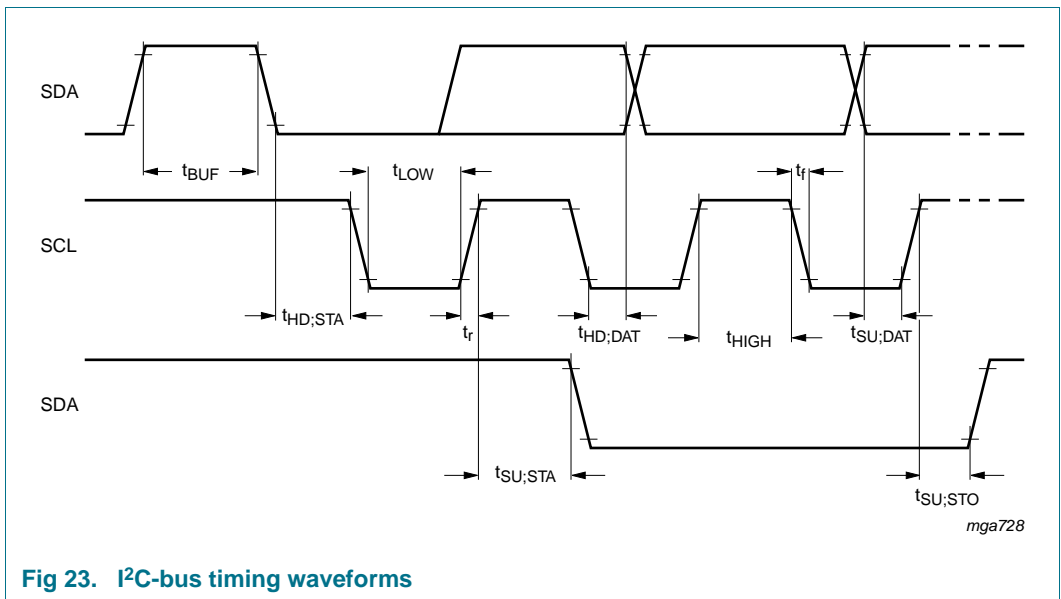 SDA
tBUF tLOW tf
SCL
tHD;STA tr tHD;DAT tHIGH tSU;DAT
SDA
tSU;STA tSU;STO
mga728
Fig 23. I2C-bus timing waveforms